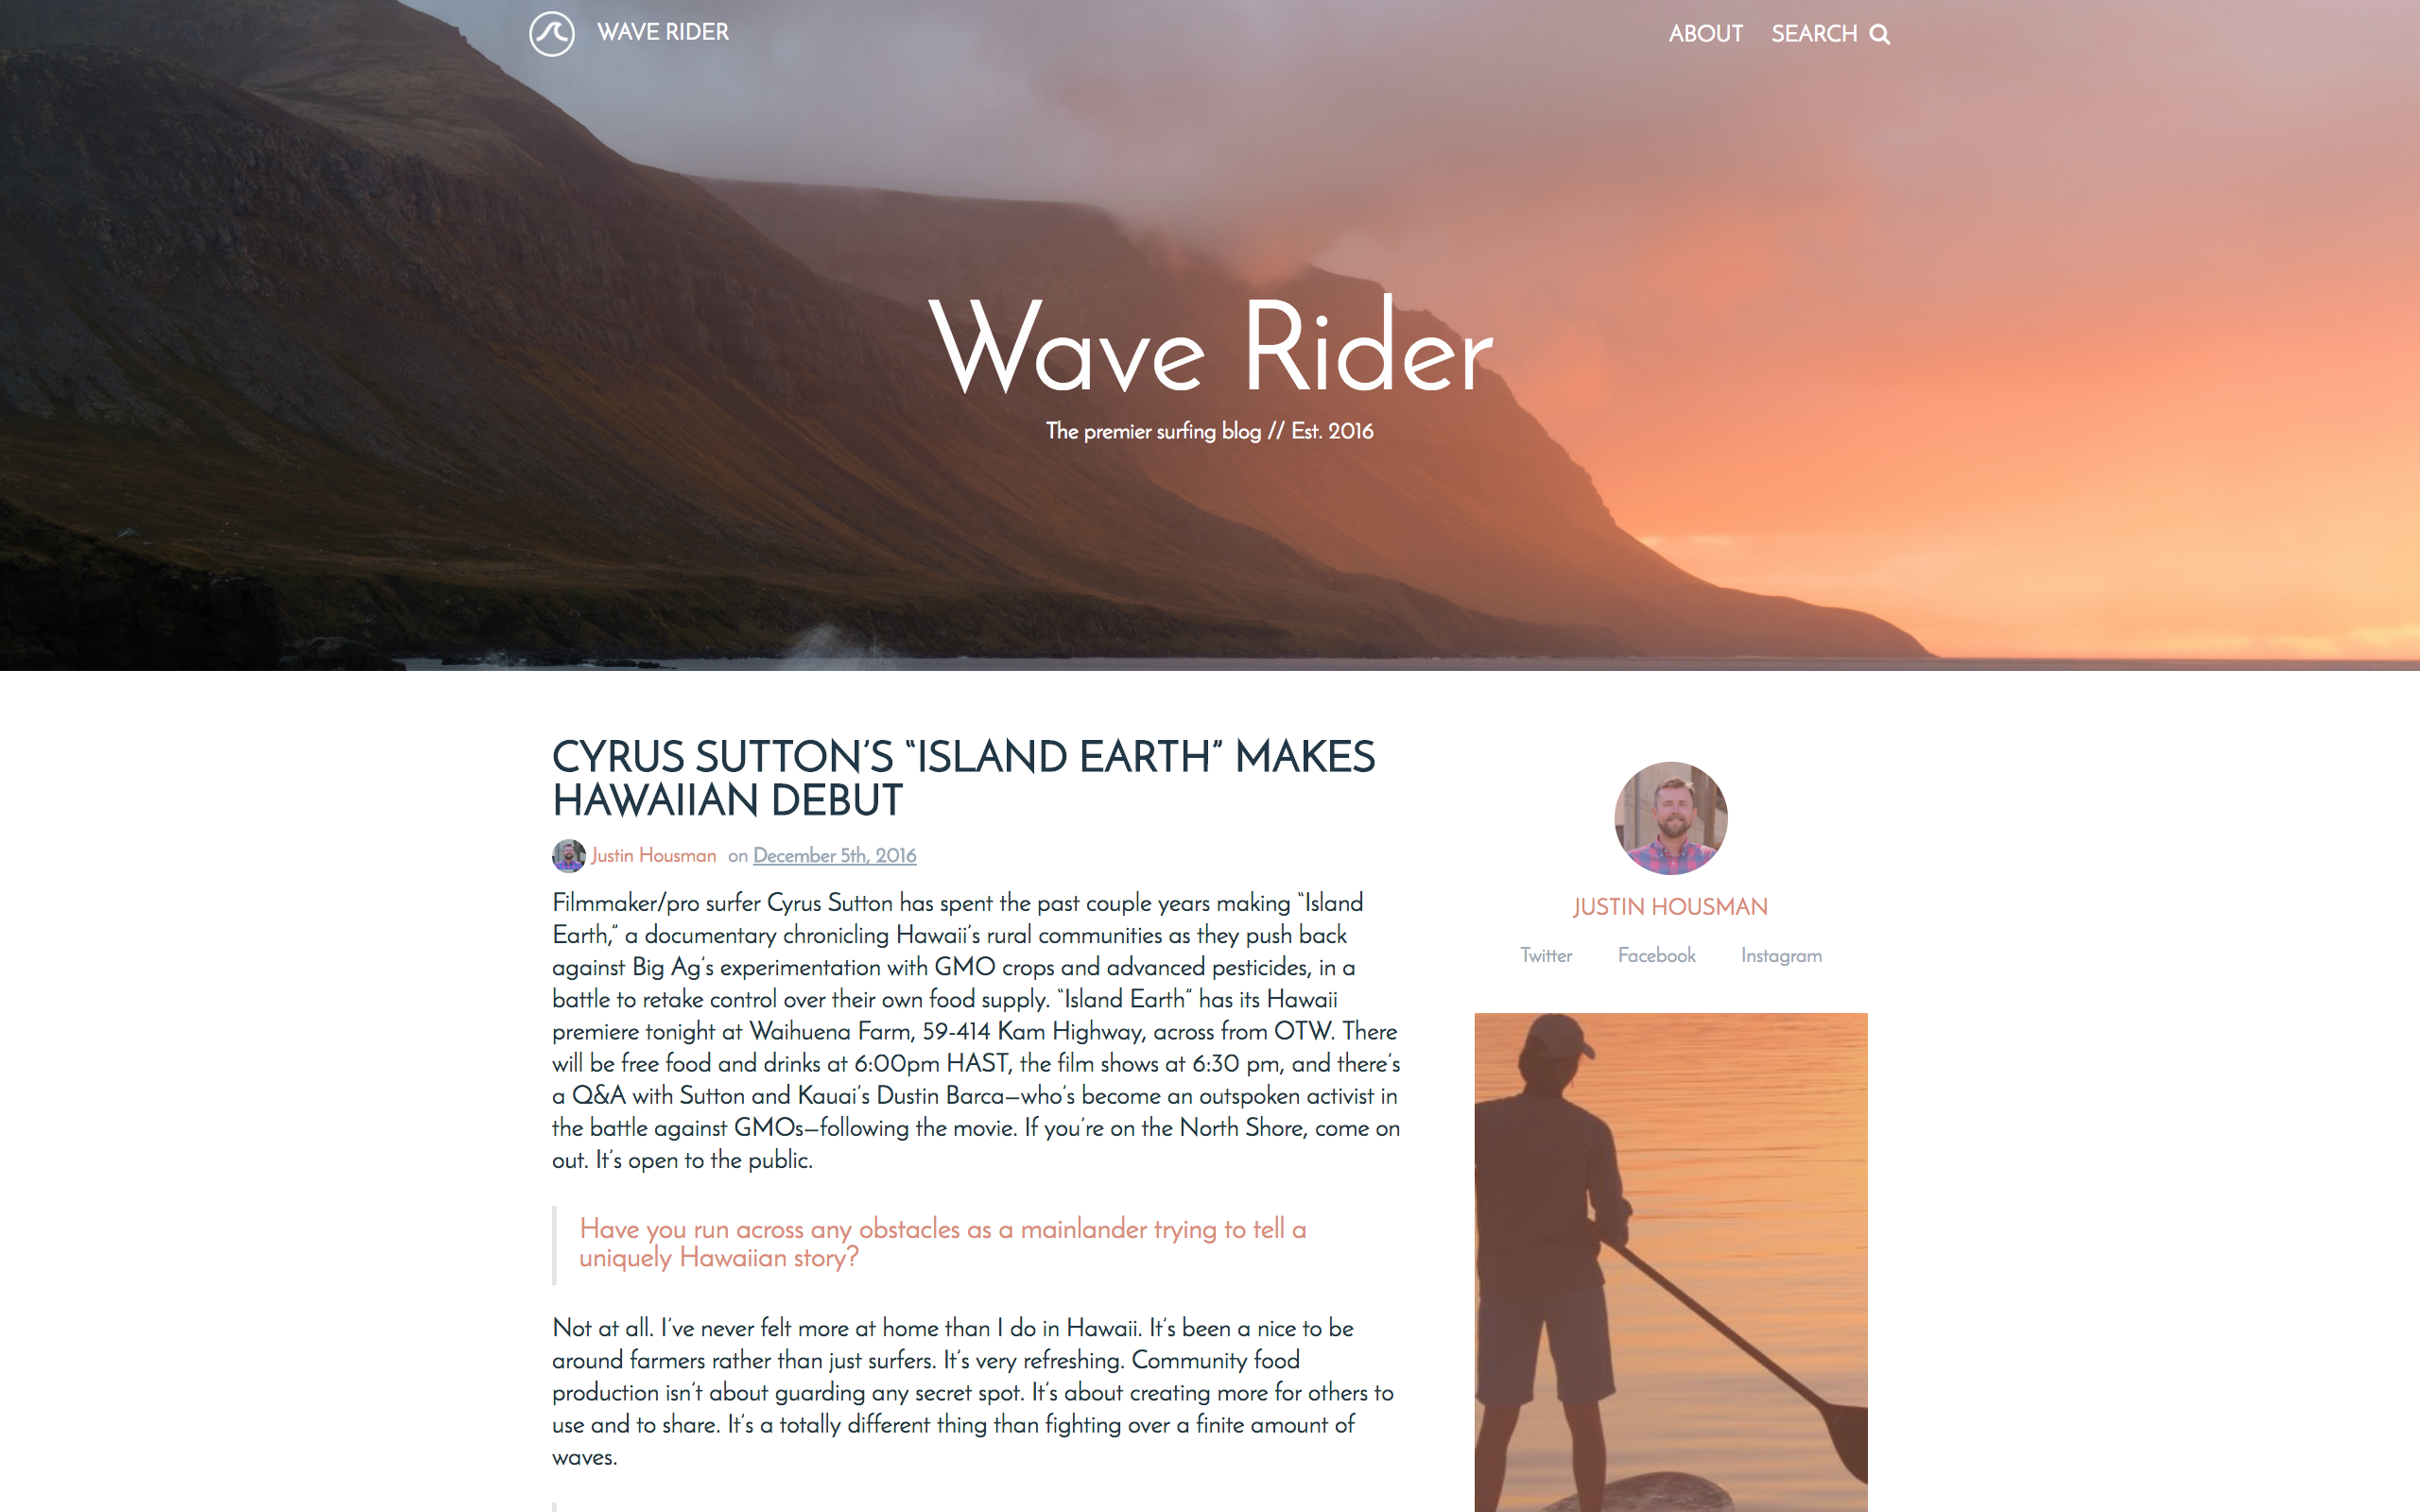 WAVE RIDER
ABOUT SEARCH
Wave Rider
The premier surfing blog // Est. 2016
CYRUS SUTTON’S “ISLAND EARTH” MAKES
HAWAIIAN DEBUT
Justin Housman on December 5th, 2016
Filmmaker/pro surfer Cyrus Sutton has spent the past couple years making “Island
Earth,” a documentary chronicling Hawaii’s rural communities as they push back
against Big Ag’s experimentation with GMO crops and advanced pesticides, in a
battle to retake control over their own food supply. “Island Earth” has its Hawaii
premiere tonight at Waihuena Farm, 59-414 Kam Highway, across from OTW. There
will be free food and drinks at 6:00pm HAST, the film shows at 6:30 pm, and there’s
a Q&A with Sutton and Kauai’s Dustin Barca—who’s become an outspoken activist in
the battle against GMOs—following the movie. If you’re on the North Shore, come on
out. It’s open to the public.
Have you run across any obstacles as a mainlander trying to tell a
uniquely Hawaiian story?
Not at all. I’ve never felt more at home than I do in Hawaii. It’s been a nice to be
around farmers rather than just surfers. It’s very refreshing. Community food
production isn’t about guarding any secret spot. It’s about creating more for others to
use and to share. It’s a totally different thing than fighting over a finite amount of
waves.
JUSTIN HOUSMAN
Twitter Facebook Instagram